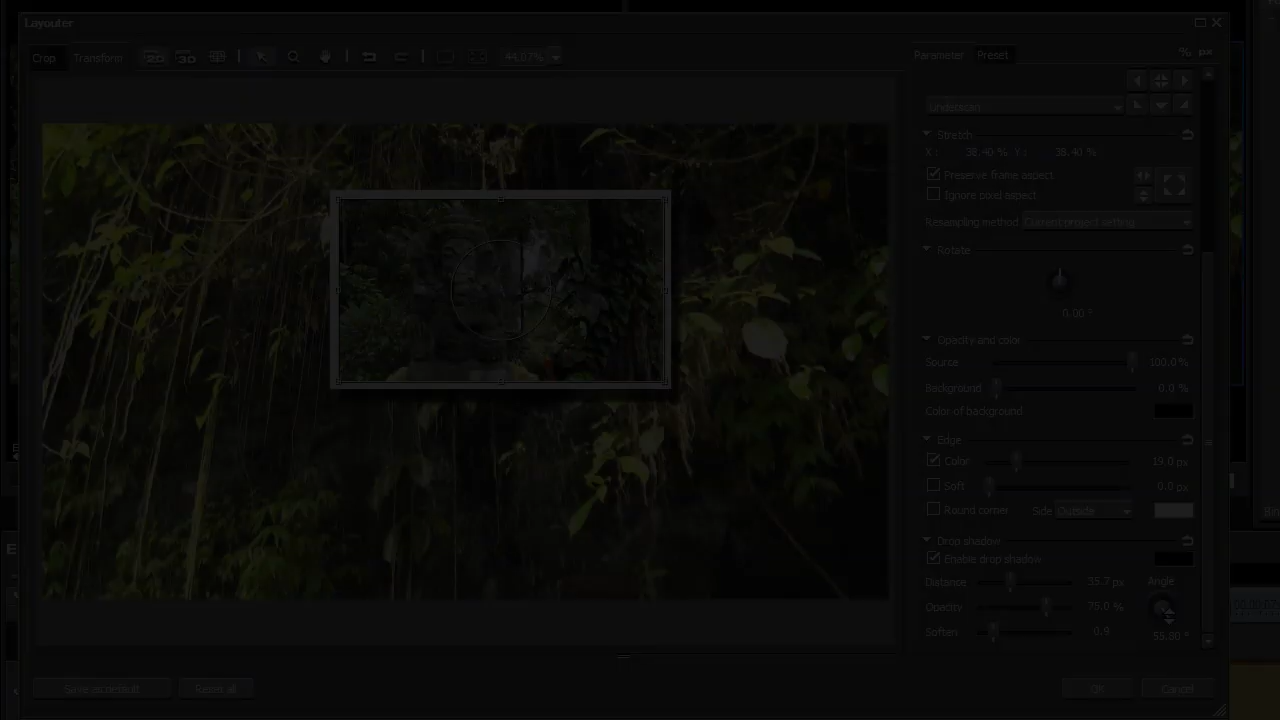 Layouter
Crop Transform 2D 3D 44.07% Parameter Preset % px
Stretch
X : 38.40 % Y : 38.40 %
Preserve frame aspect
Ignore pixel aspect
Resampling method Current project setting
Rotate
0.00 °
Opacity and color
Source 100.0 %
Background 0.0 %
Color of background
Edge
Color 19.0 px
Soft 0.0 px
Round corner Side Outside
Drop shadow
Enable drop shadow
Distance 35.7 px Angle
Opacity 75.0 %
Soften 0.9 55.00 °
Save as default Reset all OK Cancel